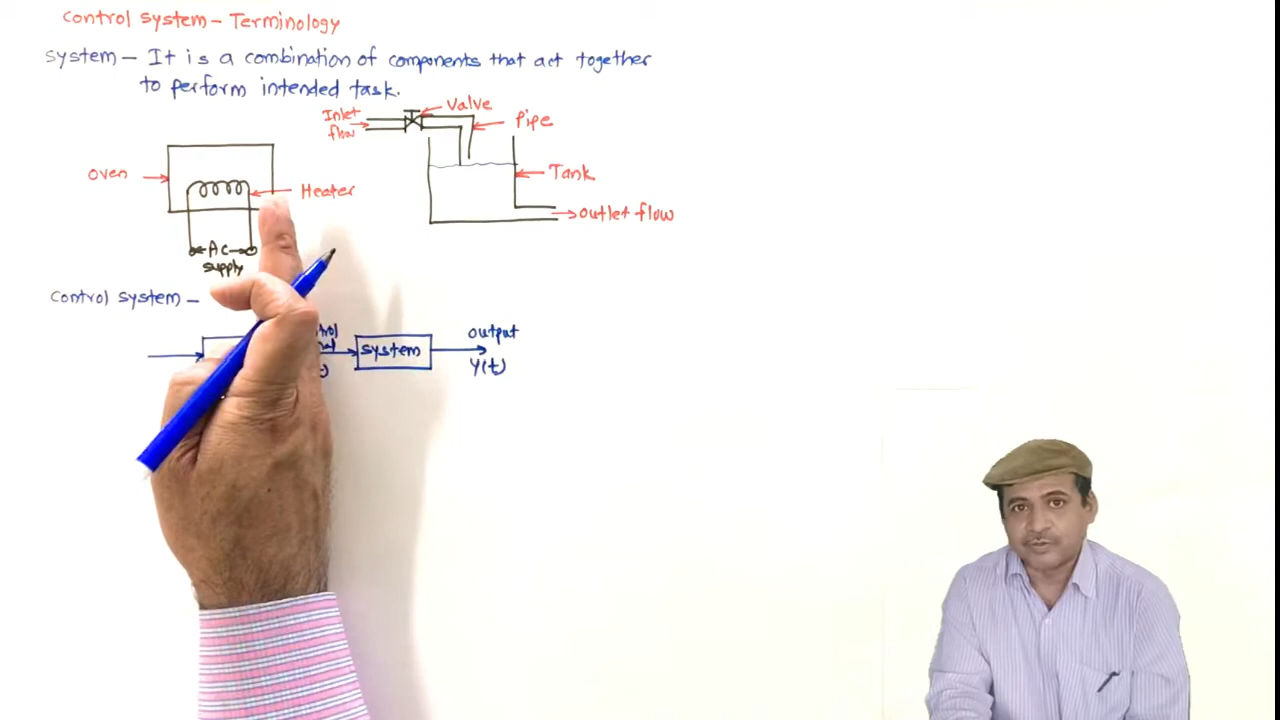 Control system - Terminology
system - It is a combination of components that act together
to perform intended task.
Inlet
flow
Valve
Pipe
Oven
Heater
Tank
outlet flow
AC
supply
Control system -
system
output
Y(t)